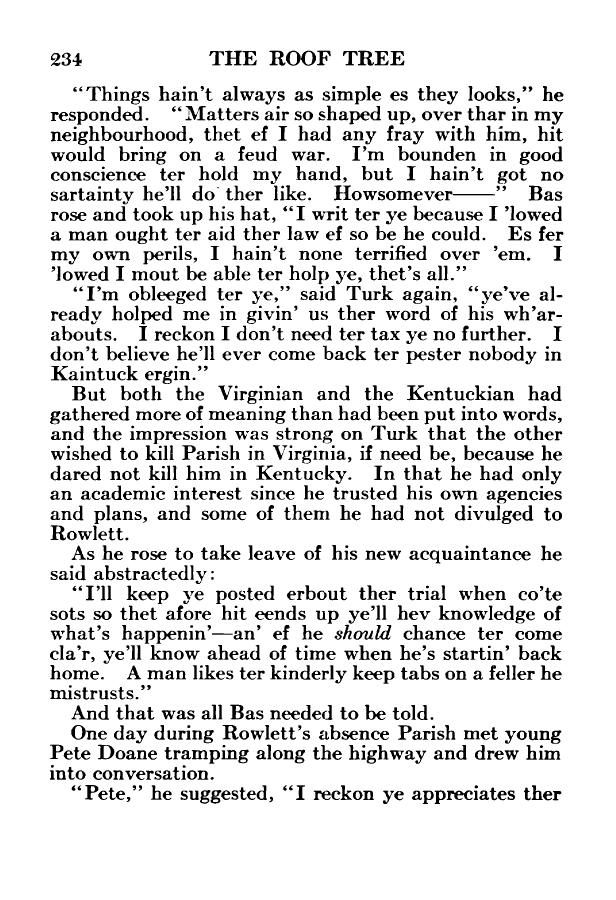 234 THE ROOF TREE
"Things hain't always as simple es they looks," he
responded. "Matters air so shaped up, over thar in my
neighbourhood, thet ef I had any fray with him, hit
would bring on a feud war. I'm bounden in good
conscience ter hold my hand, but I hain't got no
sartainty he'll do ther like. Howsomever——" Bas
rose and took up his hat, "I writ ter ye because I 'lowed
a man ought ter aid ther law ef so be he could. Es fer
my own perils, I hain't none terrified over 'em. I
'lowed I mout be able ter holp ye, thet's all."
"I'm obleeged ter ye," said Turk again, "ye've al-
ready holped me in givin' us ther word of his wh'ar-
abouts. I reckon I don't need ter tax ye no further. I
don't believe he'll ever come back ter pester nobody in
Kaintuck ergin."
But both the Virginian and the Kentuckian had
gathered more of meaning than had been put into words,
and the impression was strong on Turk that the other
wished to kill Parish in Virginia, if need be, because he
dared not kill him in Kentucky. In that he had only
an academic interest since he trusted his own agencies
and plans, and some of them he had not divulged to
Rowlett.
As he rose to take leave of his new acquaintance he
said abstractedly:
"I'll keep ye posted erbout ther trial when co'te
sots so thet afore hit eends up ye'll hev knowledge of
what's happenin'—an' ef he should chance ter come
cla'r, ye'll know ahead of time when he's startin' back
home. A man likes ter kinderly keep tabs on a feller he
mistrusts."
And that was all Bas needed to be told.
One day during Rowlett's absence Parish met young
Pete Doane tramping along the highway and drew him
into conversation.
"Pete," he suggested, "I reckon ye appreciates ther